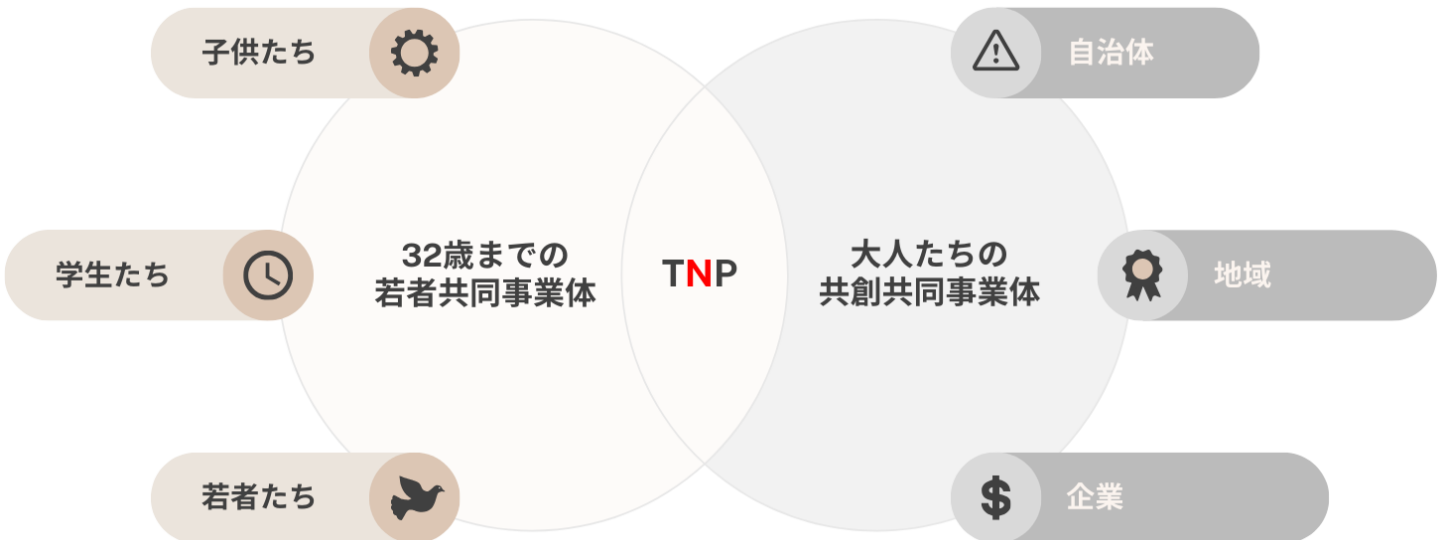 子供たち
自治体
32歳までの
若者共同事業体
TNP
大人たちの
共創共同事業体
学生たち
地域
若者たち
企業